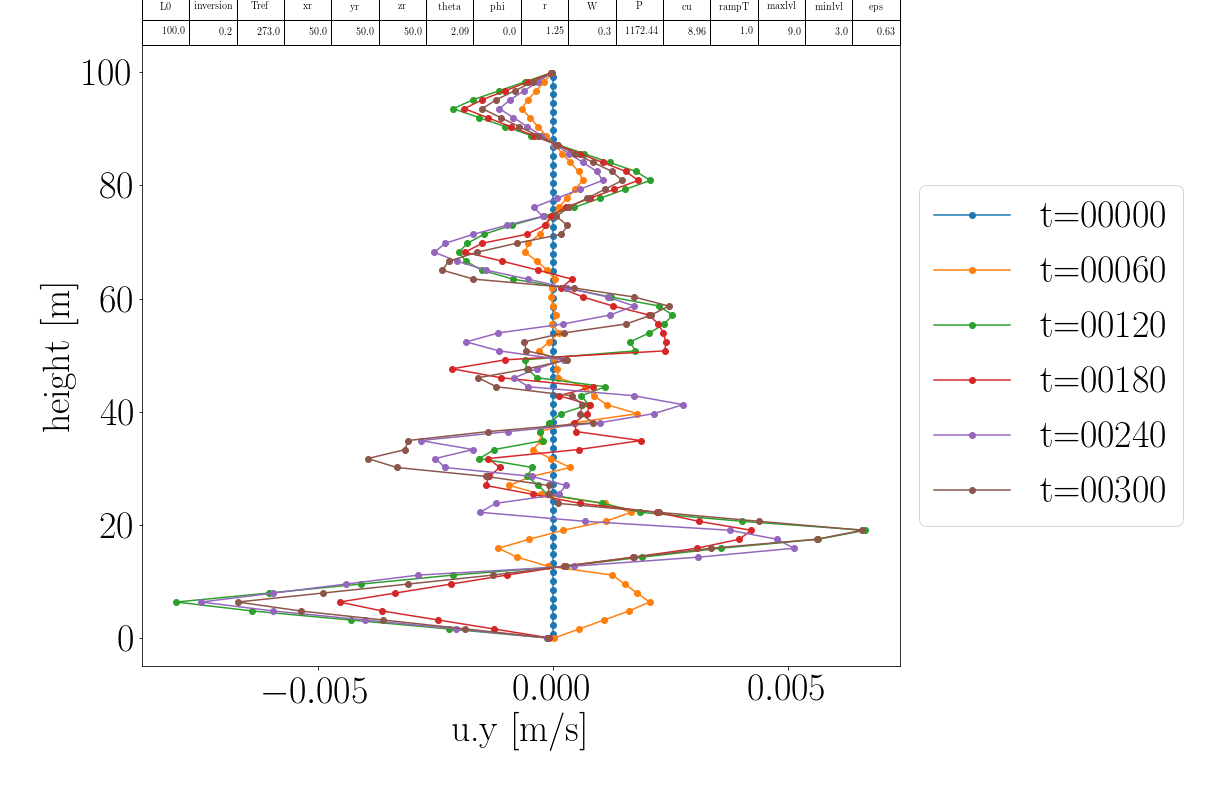 L0 inversion Tref xr yr zr theta phi r W P cu rampT maxlvl minlvl eps
100.0 0.2 273.0 50.0 50.0 50.0 2.09 0.0 1.25 0.3 1172.44 8.96 1.0 9.0 3.0 0.63
100
80
60
40
20
0
height [m]
−0.005 0.000 0.005
u.y [m/s]
t=00000
t=00060
t=00120
t=00180
t=00240
t=00300